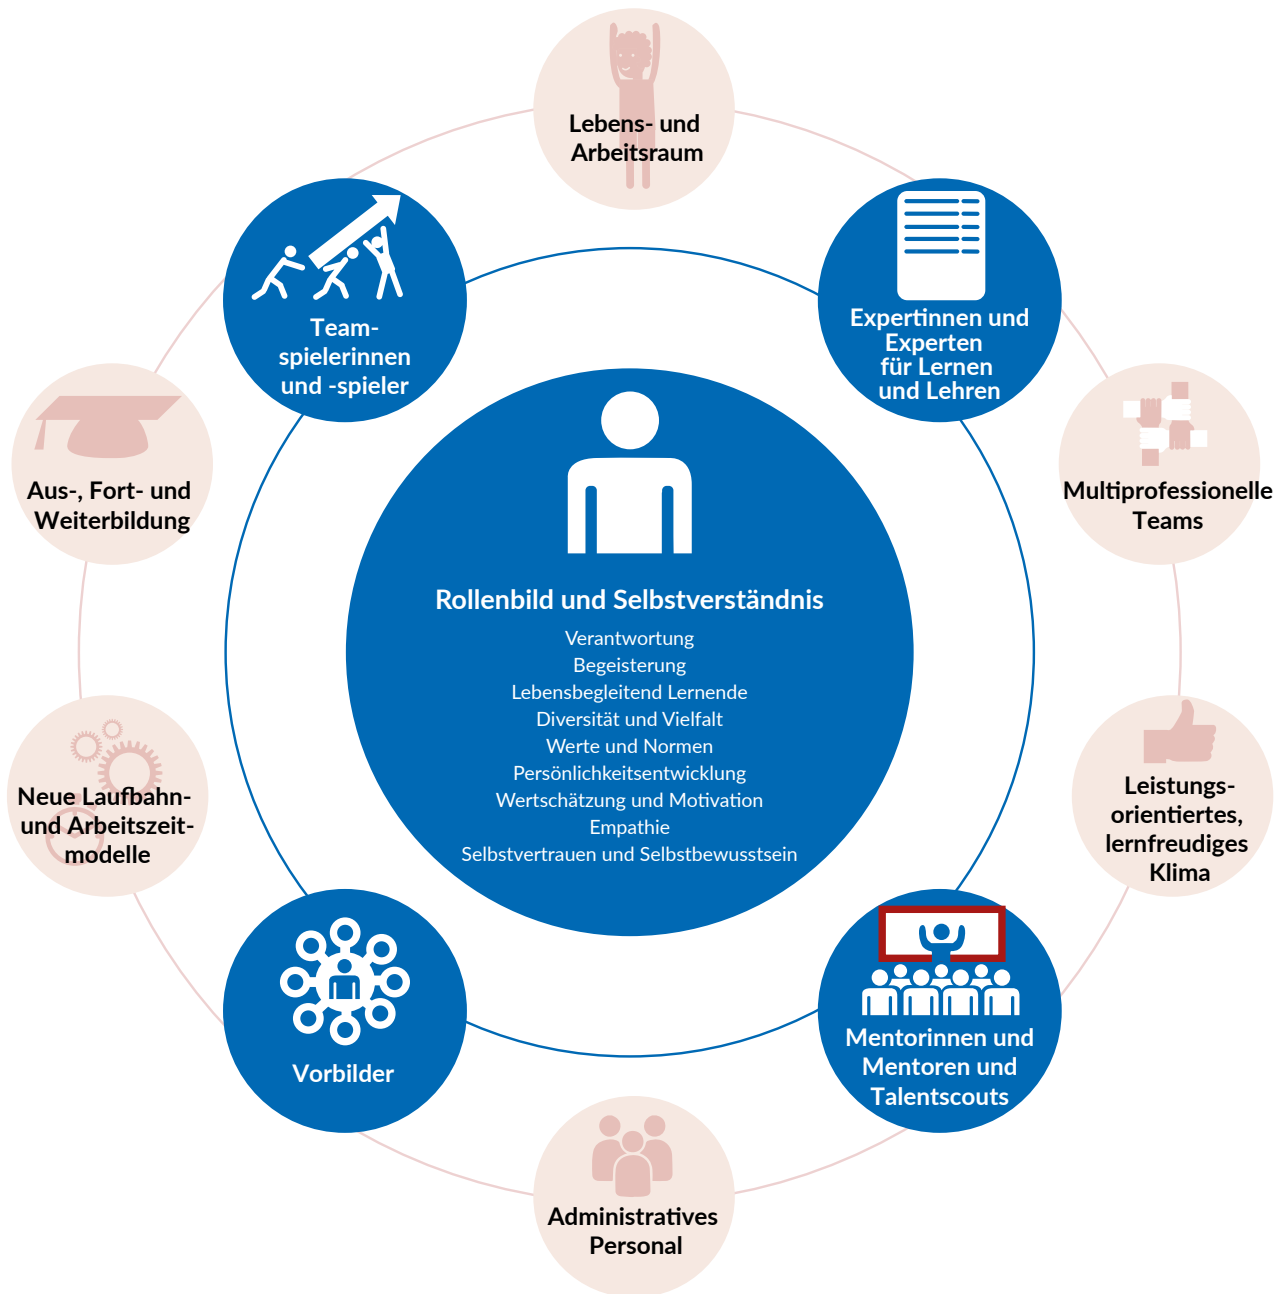 Lebens- und
Arbeitsraum
Team-
spielerinnen
und -spieler
Expertinnen und
Experten
für Lernen
und Lehren
Aus-, Fort- und
Weiterbildung
Multiprofessionelle
Teams
Rollenbild und Selbstverständnis
Verantwortung
Begeisterung
Lebensbegleitend Lernende
Diversität und Vielfalt
Werte und Normen
Persönlichkeitsentwicklung
Wertschätzung und Motivation
Empathie
Selbstvertrauen und Selbstbewusstsein
Neue Laufbahn-
und Arbeitszeit-
modelle
Leistungs-
orientiertes,
lernfreudiges
Klima
Vorbilder
Mentorinnen und
Mentoren und
Talentscouts
Administratives
Personal